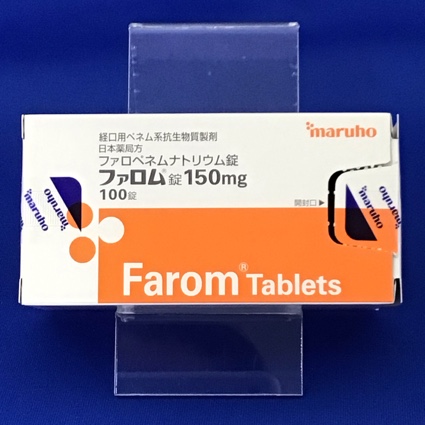 maruho
経口用ペネム系抗生物質製剤
日本薬局方
ファロペネムナトリウム錠
ファロム®錠150mg
100錠
開封口▶
maruho
maruho
Farom® Tablets